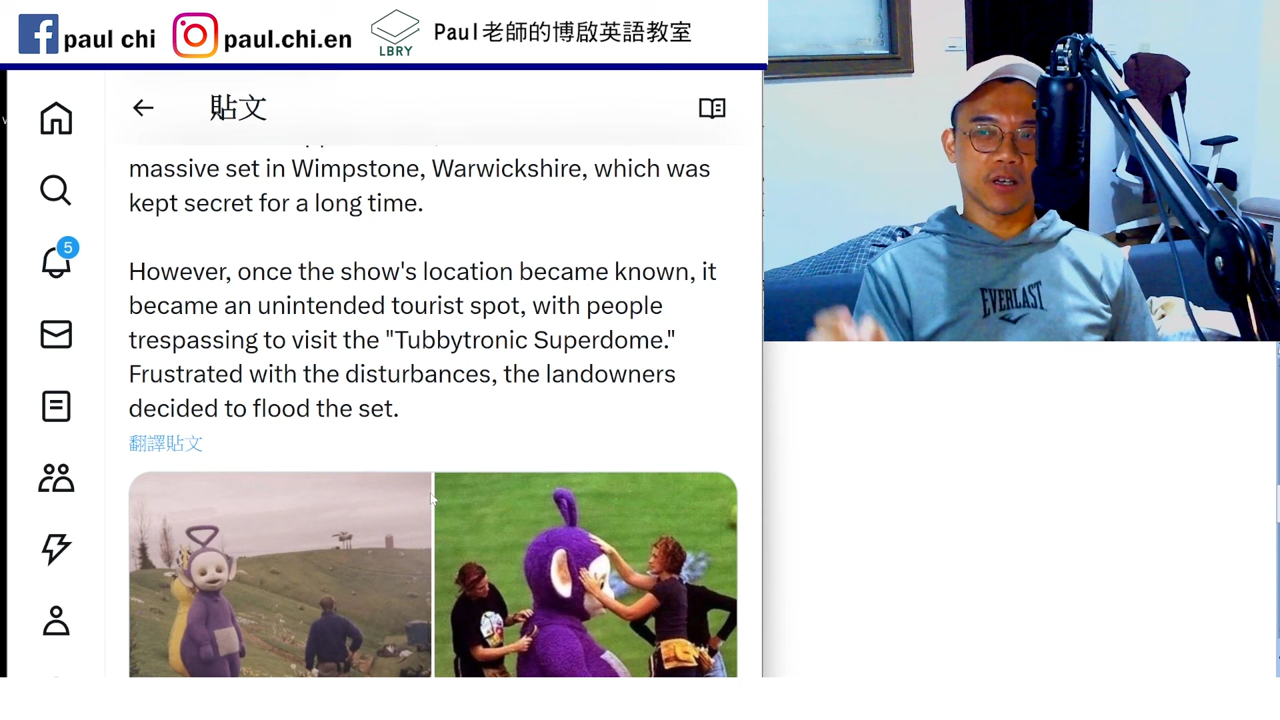 paul chi
paul.chi.en
LBRY
Paul老師的博啟英語教室
貼文
massive set in Wimpstone, Warwickshire, which was
kept secret for a long time.
5
However, once the show's location became known, it
became an unintended tourist spot, with people
trespassing to visit the "Tubbytronic Superdome."
Frustrated with the disturbances, the landowners
decided to flood the set.
翻譯貼文
EVERLAST